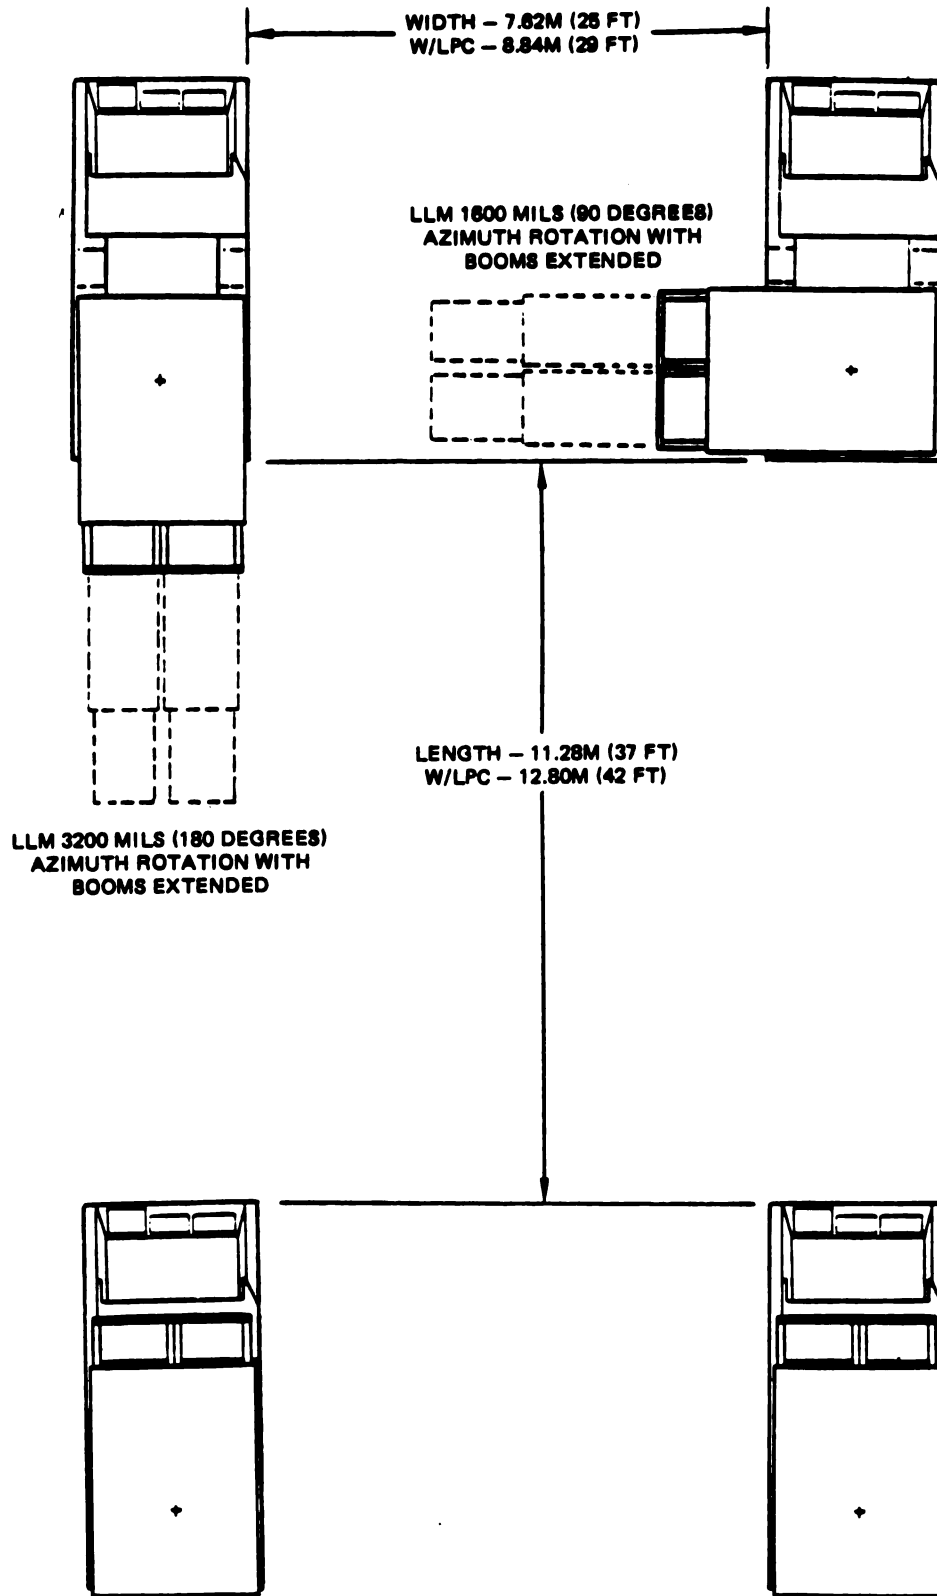 WIDTH – 7.62M (25 FT)
W/LPC – 8.84M (29 FT)
LLM 1600 MILS (90 DEGREES)
AZIMUTH ROTATION WITH
BOOMS EXTENDED
LENGTH – 11.28M (37 FT)
W/LPC – 12.80M (42 FT)
LLM 3200 MILS (180 DEGREES)
AZIMUTH ROTATION WITH
BOOMS EXTENDED